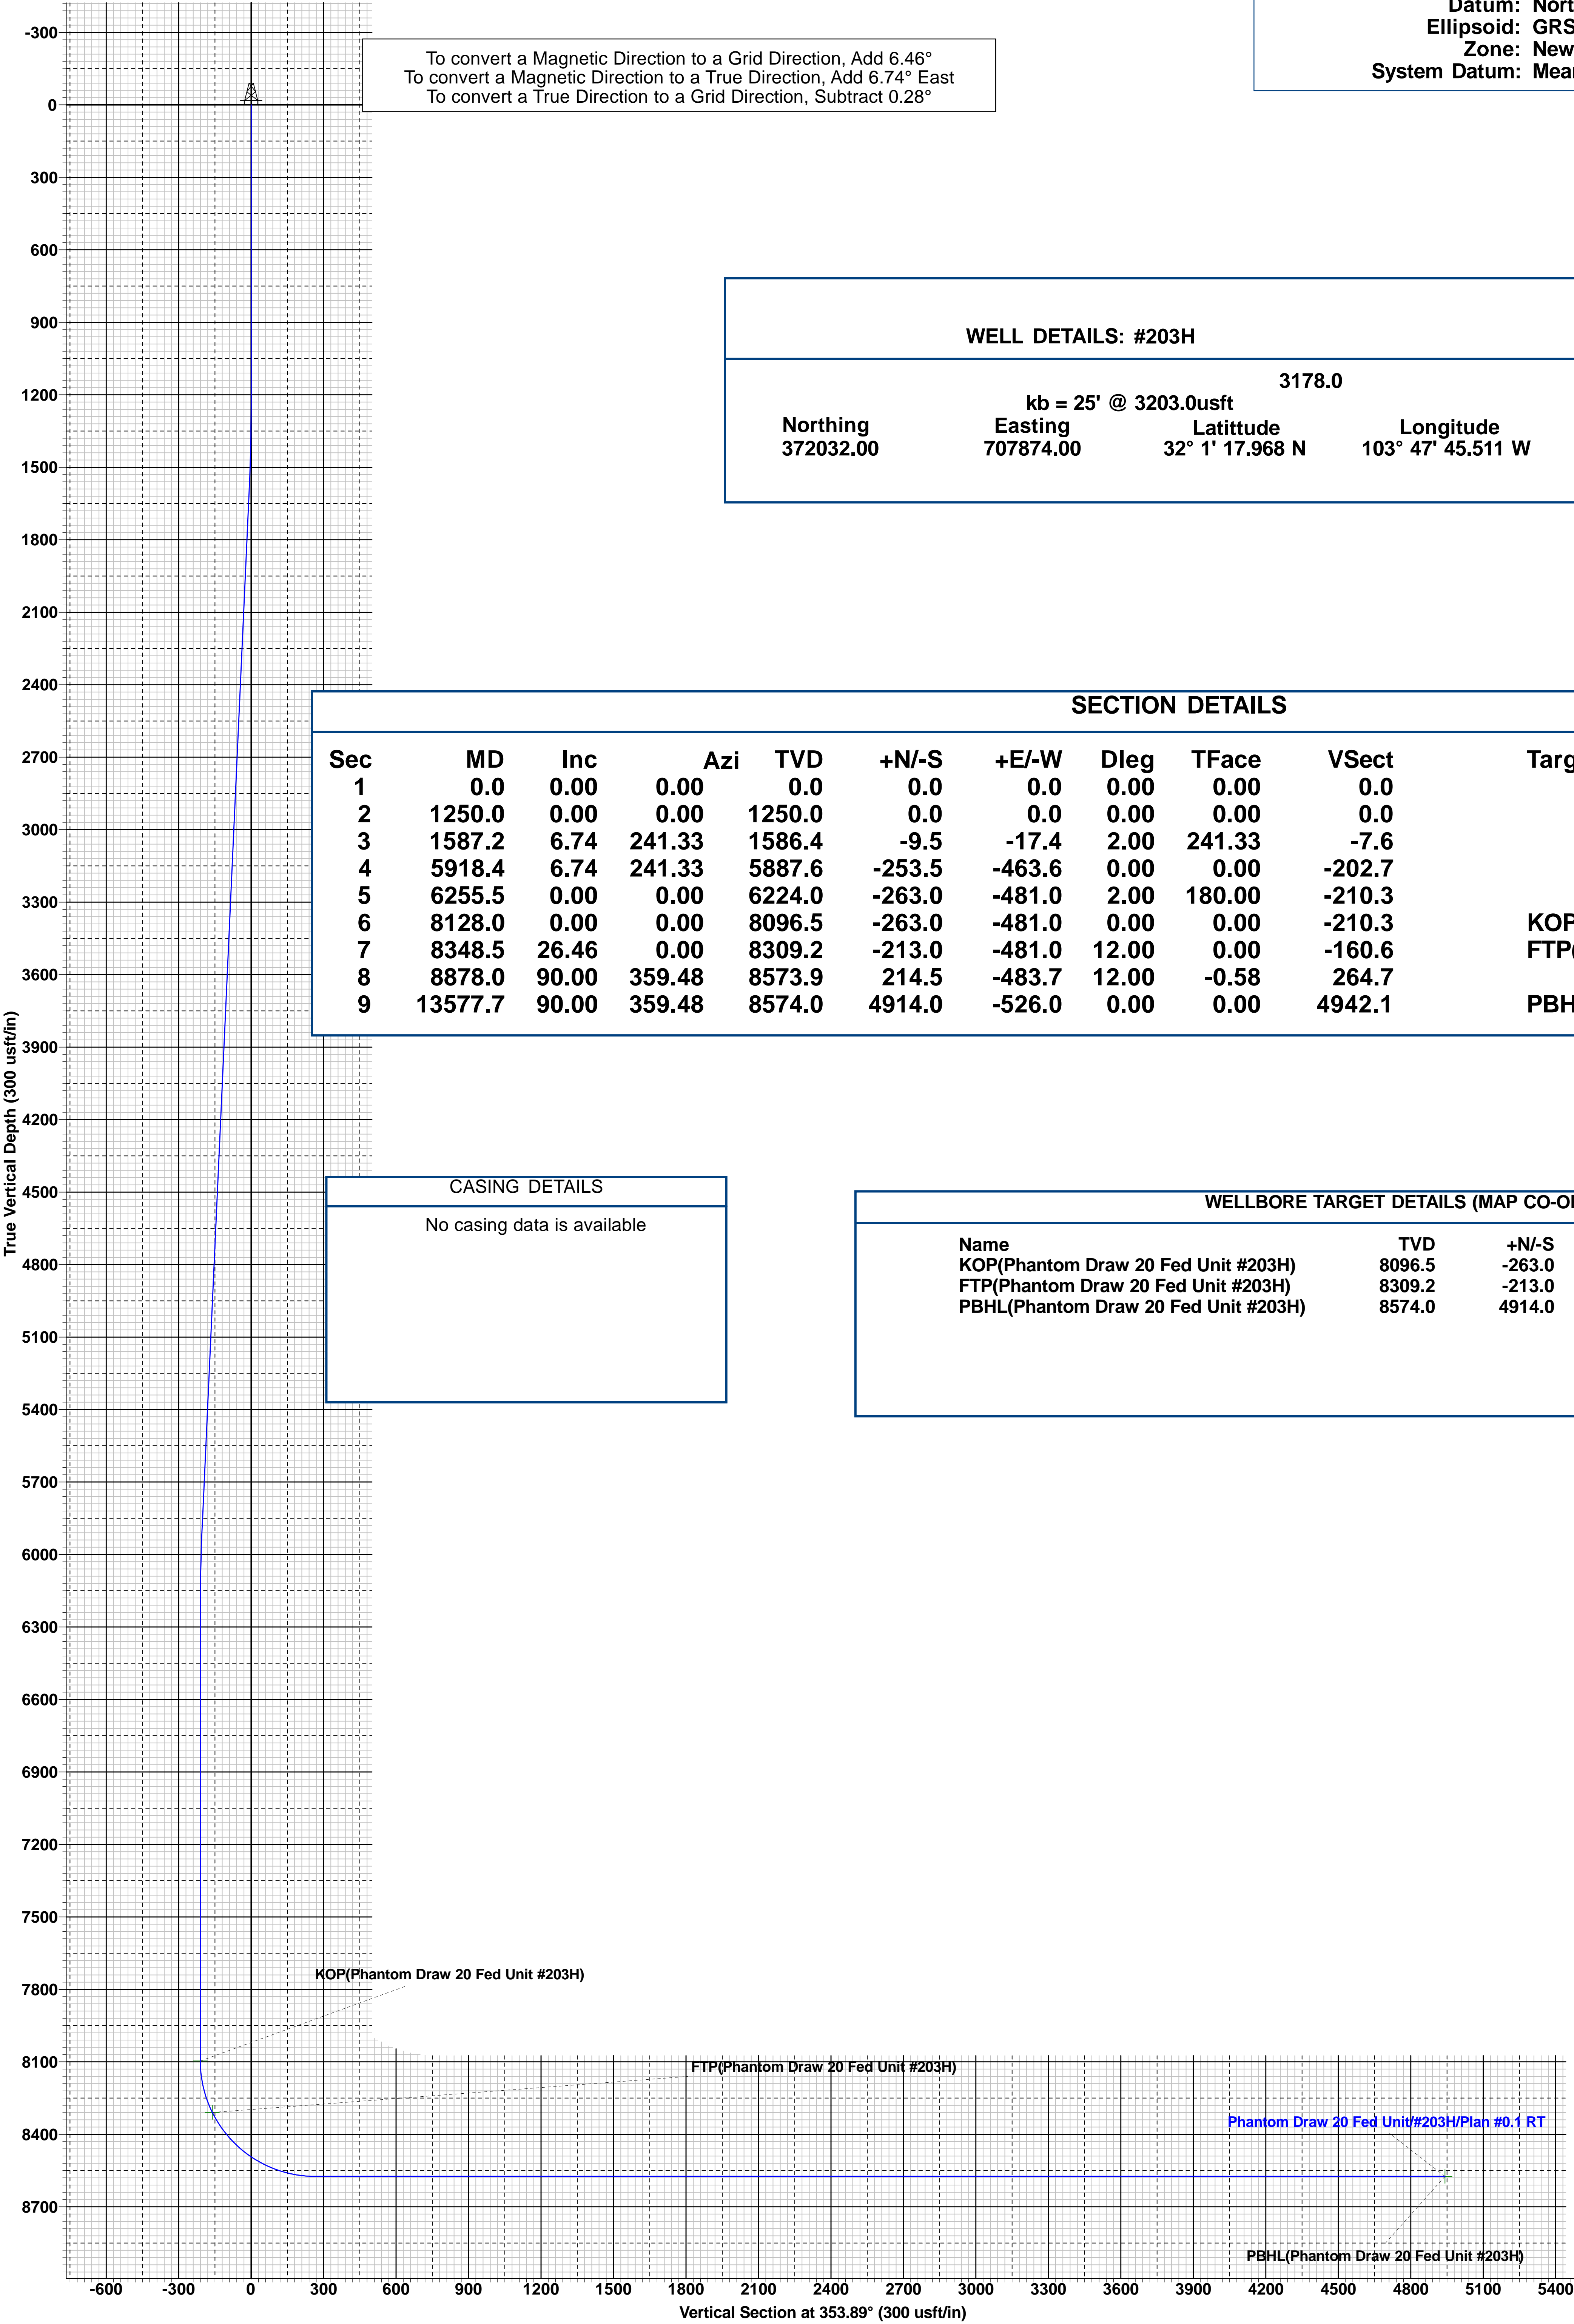 Datum: Nort
Ellipsoid: GRS
Zone: New
System Datum: Mear
To convert a Magnetic Direction to a Grid Direction, Add 6.46°
To convert a Magnetic Direction to a True Direction, Add 6.74° East
To convert a True Direction to a Grid Direction, Subtract 0.28°
WELL DETAILS: #203H
3178.0
kb = 25' @ 3203.0usft
Northing Easting Latittude Longitude
372032.00 707874.00 32° 1' 17.968 N 103° 47' 45.511 W
SECTION DETAILS
Sec MD Inc Azi TVD +N/-S +E/-W Dleg TFace VSect Targ
1 0.0 0.00 0.00 0.0 0.0 0.0 0.00 0.00 0.0
2 1250.0 0.00 0.00 1250.0 0.0 0.0 0.00 0.00 0.0
3 1587.2 6.74 241.33 1586.4 -9.5 -17.4 2.00 241.33 -7.6
4 5918.4 6.74 241.33 5887.6 -253.5 -463.6 0.00 0.00 -202.7
5 6255.5 0.00 0.00 6224.0 -263.0 -481.0 2.00 180.00 -210.3
6 8128.0 0.00 0.00 8096.5 -263.0 -481.0 0.00 0.00 -210.3 KOP
7 8348.5 26.46 0.00 8309.2 -213.0 -481.0 12.00 0.00 -160.6 FTP(
8 8878.0 90.00 359.48 8573.9 214.5 -483.7 12.00 -0.58 264.7
9 13577.7 90.00 359.48 8574.0 4914.0 -526.0 0.00 0.00 4942.1 PBH
CASING DETAILS
No casing data is available
WELLBORE TARGET DETAILS (MAP CO-O
Name TVD +N/-S
KOP(Phantom Draw 20 Fed Unit #203H) 8096.5 -263.0
FTP(Phantom Draw 20 Fed Unit #203H) 8309.2 -213.0
PBHL(Phantom Draw 20 Fed Unit #203H) 8574.0 4914.0
True Vertical Depth (300 usft/in)
-300
0
300
600
900
1200
1500
1800
2100
2400
2700
3000
3300
3600
3900
4200
4500
4800
5100
5400
5700
6000
6300
6600
6900
7200
7500
7800
8100
8400
8700
KOP(Phantom Draw 20 Fed Unit #203H)
FTP(Phantom Draw 20 Fed Unit #203H)
Phantom Draw 20 Fed Unit/#203H/Plan #0.1 RT
PBHL(Phantom Draw 20 Fed Unit #203H)
-600 -300 0 300 600 900 1200 1500 1800 2100 2400 2700 3000 3300 3600 3900 4200 4500 4800 5100 5400
Vertical Section at 353.89° (300 usft/in)